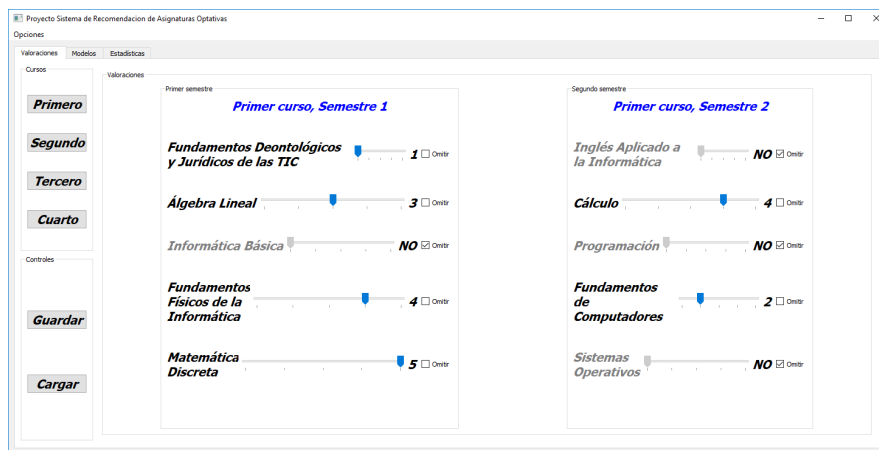 Proyecto Sistema de Recomendacion de Asignaturas Optativas
Opciones
Valoraciones Modelos Estadísticas
Cursos
Primero
Segundo
Tercero
Cuarto
Controles
Guardar
Cargar
Valoraciones
Primer semestre
Primer curso, Semestre 1
Fundamentos Deontológicos
y Jurídicos de las TIC
1 Omitir
Álgebra Lineal 3 Omitir
Informática Básica NO Omitir
Fundamentos
Físicos de la
Informática
4 Omitir
Matemática
Discreta
5 Omitir
Segundo semestre
Primer curso, Semestre 2
Inglés Aplicado a
la Informática
NO Omitir
Cálculo 4 Omitir
Programación NO Omitir
Fundamentos
de
Computadores
2 Omitir
Sistemas
Operativos
NO Omitir